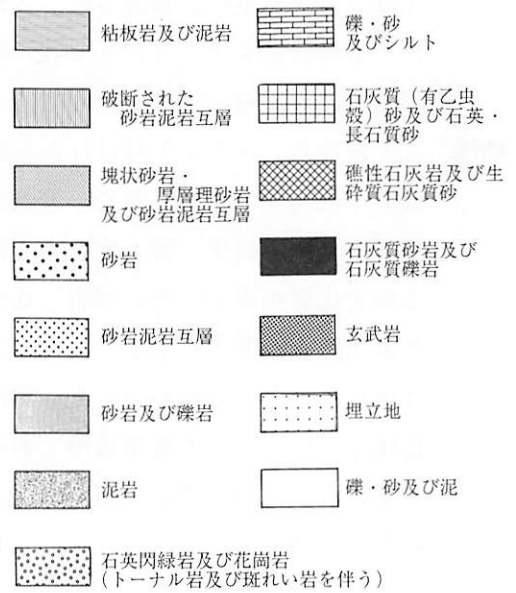 粘板岩及び泥岩
破断された
砂岩泥岩互層
塊状砂岩・
厚層理砂岩
及び砂岩泥岩互層
砂岩
砂岩泥岩互層
砂岩及び礫岩
泥岩
石英閃緑岩及び花崗岩
(トーナル岩及び斑れい岩を伴う)
礫・砂
及びシルト
石灰質（有乙虫
殻）砂及び石英・
長石質砂
礁性石灰岩及び生
砕質石灰質砂
石灰質砂岩及び
石灰質礫岩
玄武岩
埋立地
礫・砂及び泥